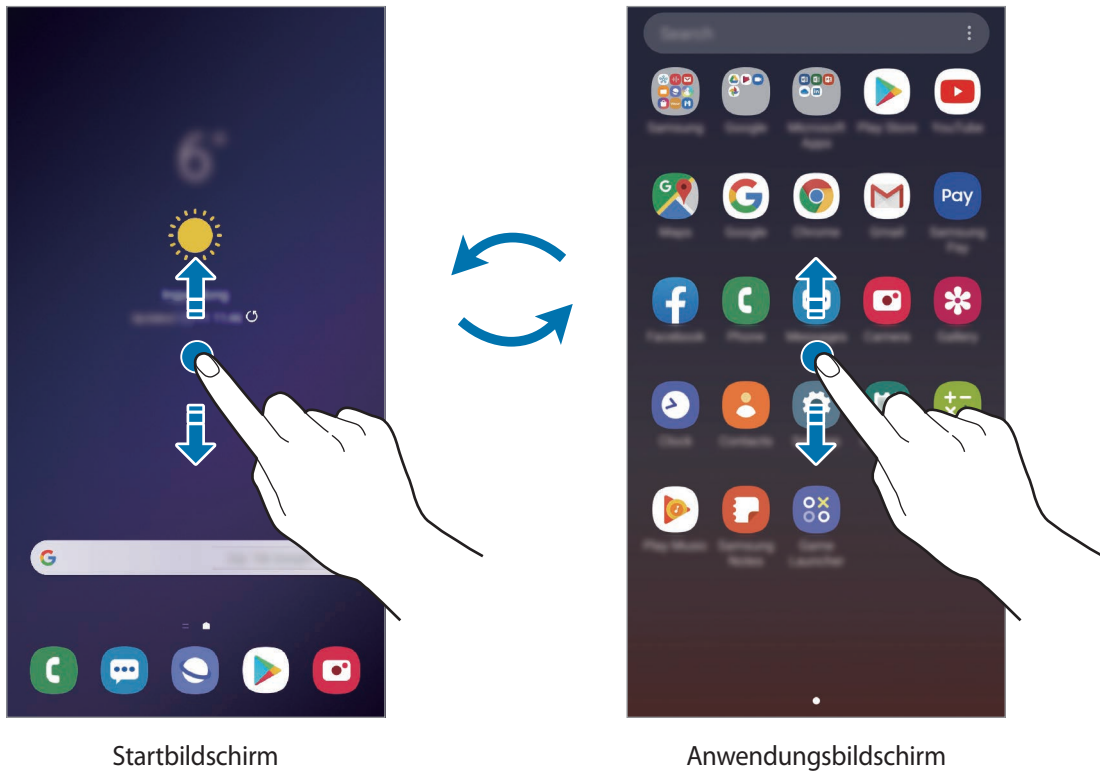 6°
Search
Samsung Google Microsoft Apps Play Store YouTube
Pay
Maps Google Chrome Gmail Samsung Pay
Facebook Phone Camera Gallery
Clock Contacts
Play Music Samsung Notes Game Launcher
Startbildschirm Anwendungsbildschirm